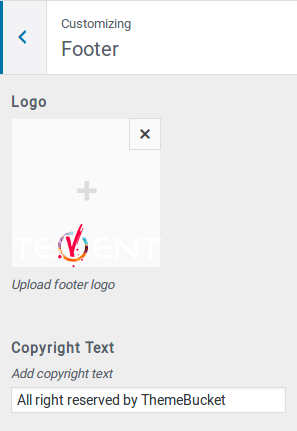 Customizing
Footer
Logo
TEVENT
Upload footer logo
Copyright Text
Add copyright text
All right reserved by ThemeBucket